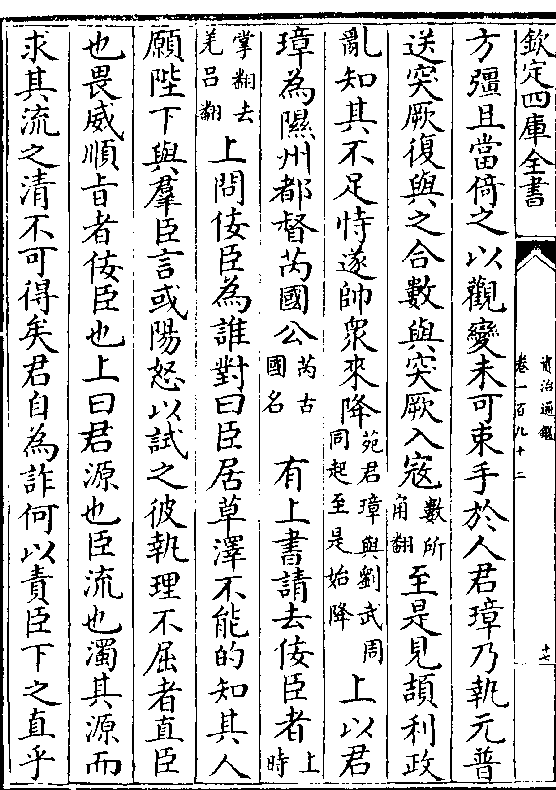 欽定四庫全書
資治通鑑
卷一百九十二
十七
方彊且當倚之以觀變未可束手於人君璋乃執元普
送突厥復與之合數與突厥入寇數所角翻至是見頡利政
亂知其不足恃遂帥衆來降苑君璋與劉武周同起至是始降上以君
璋為隰州都督芮國公芮古國名有上書請去佞臣者上時
掌翻去羌呂翻上問佞臣為誰對曰臣居草澤不能的知其人
願陛下與羣臣言或陽怒以試之彼執理不屈者直臣
也畏威順旨者佞臣也上曰君源也臣流也濁其源而
求其流之清不可得矣君自為詐何以責臣下之直乎